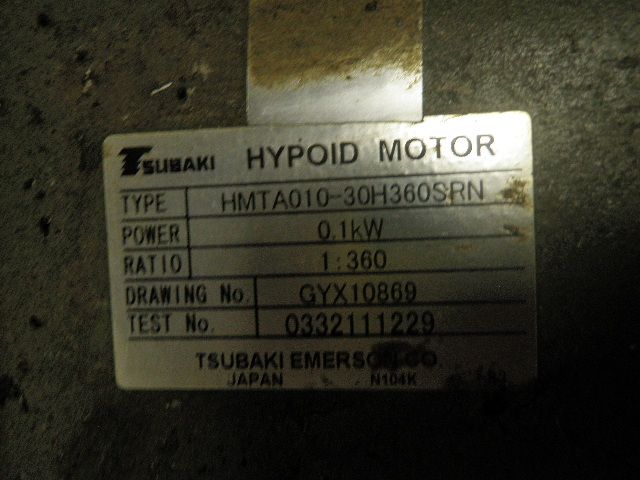 TSUBAKI HYPOID MOTOR
TYPE HMTA010-30H360SRN
POWER 0.1kW
RATIO 1:360
DRAWING No. GYX10869
TEST No. 0332111229
TSUBAKI EMERSON CO.
JAPAN N104K